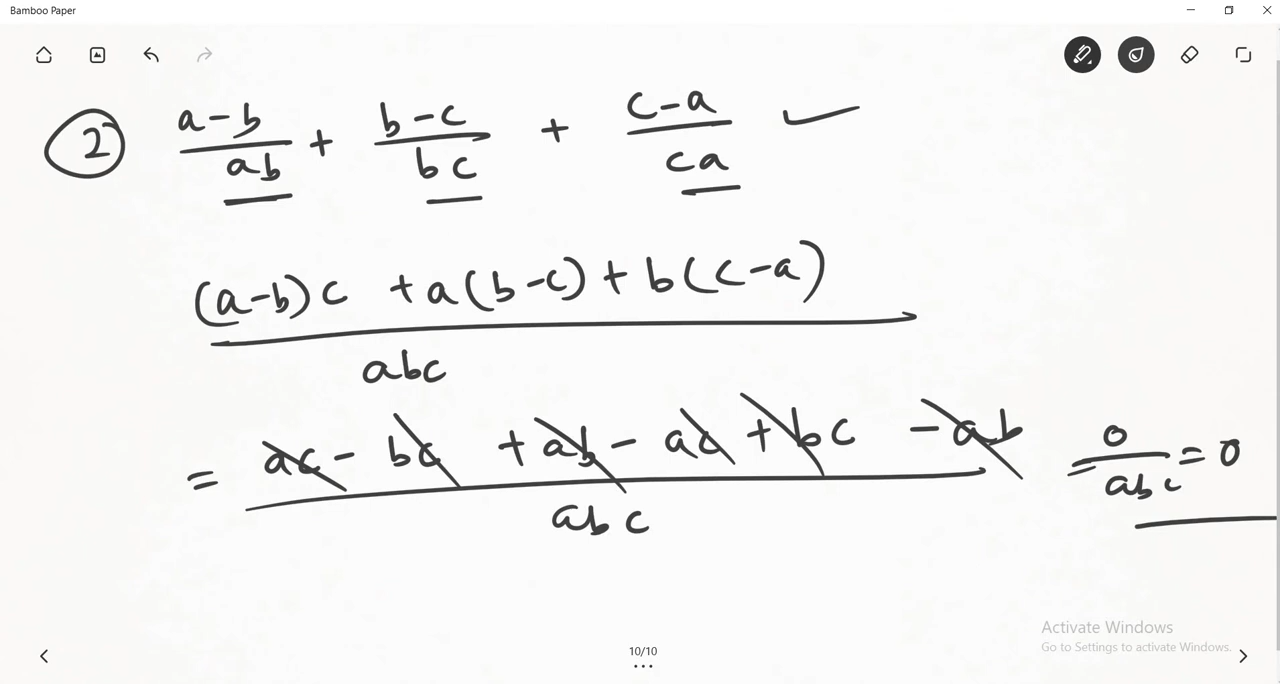 Bamboo Paper
2 a-b/ab + b-c/bc + c-a/ca
(a-b)c + a(b-c) + b(c-a)
abc
= ac - bc + ab - ac + bc - ab / abc = 0/abc = 0
Activate Windows
Go to Settings to activate Windows.
10/10